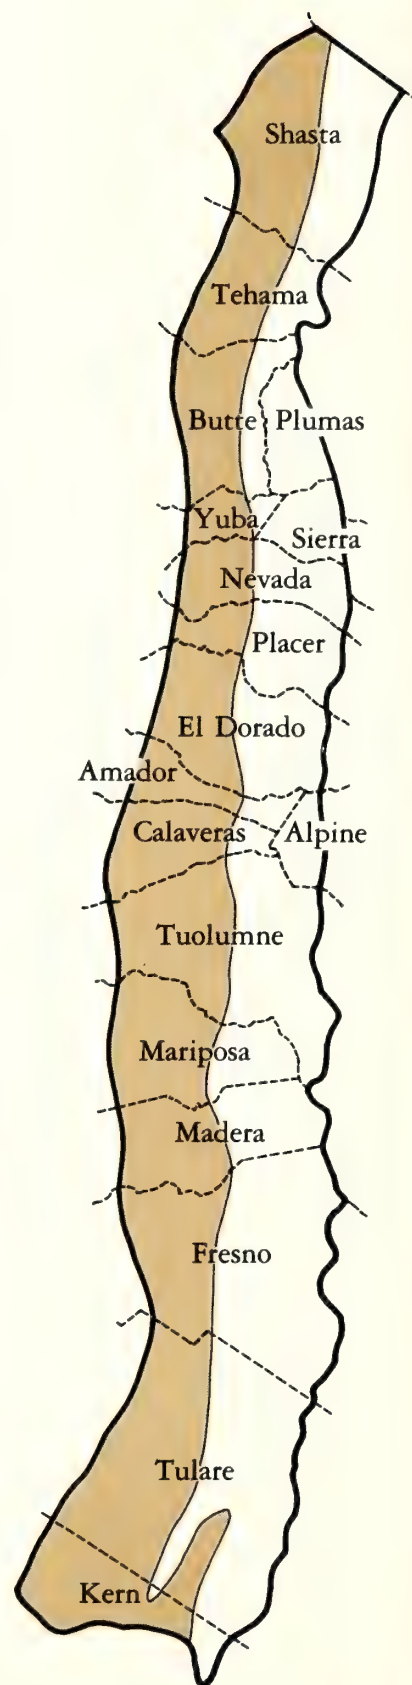 Shasta
Tehama
Butte
Plumas
Yuba
Sierra
Nevada
Placer
El Dorado
Amador
Calaveras
Alpine
Tuolumne
Mariposa
Madera
Fresno
Tulare
Kern